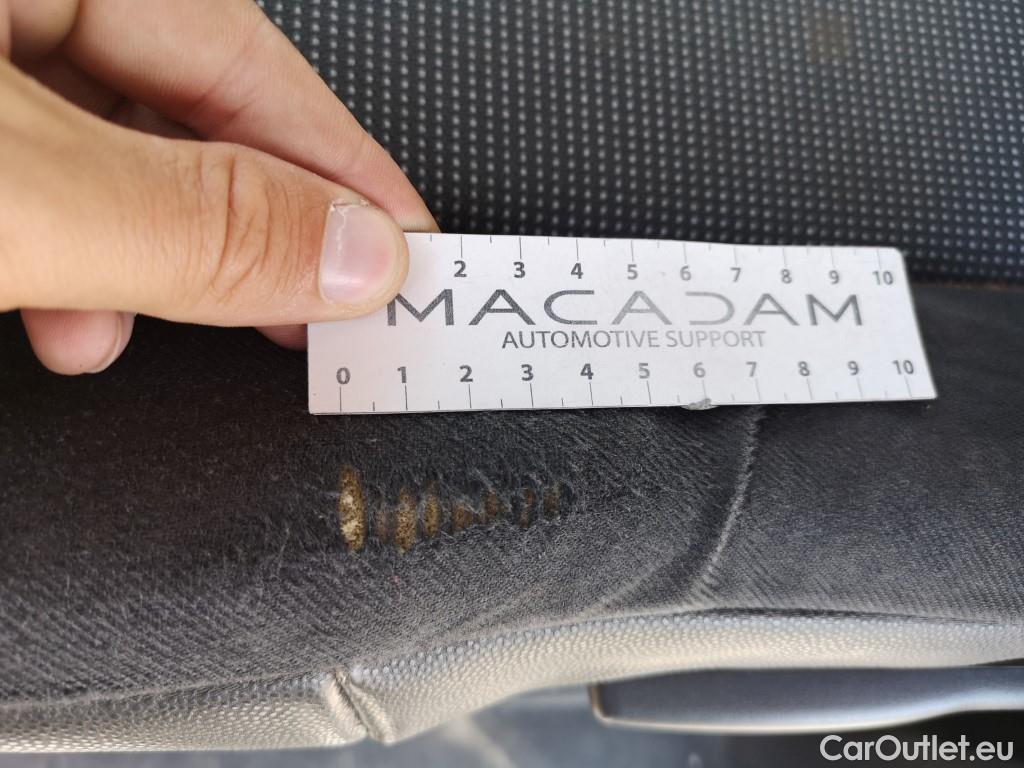 2 3 4 5 6 7 8 9 10
MACADAM
AUTOMOTIVE SUPPORT
0 1 2 3 4 5 6 7 8 9 10
CarOutlet.eu